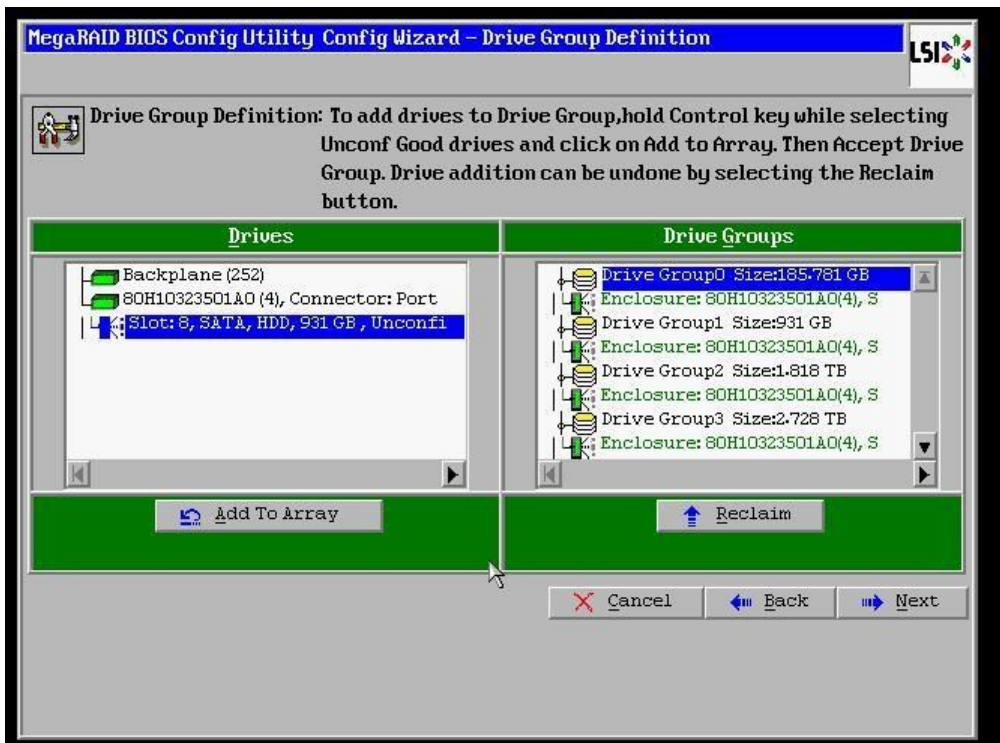 MegaRAID BIOS Config Utility Config Wizard – Drive Group Definition
LSI
Drive Group Definition: To add drives to Drive Group,hold Control key while selecting
Unconf Good drives and click on Add to Array. Then Accept Drive
Group. Drive addition can be undone by selecting the Reclaim
button.
Drives
Backplane (252)
80H10323501A0 (4), Connector: Port
Slot: 8, SATA, HDD, 931 GB , Unconfi
Add To Array
Drive Groups
Drive Group0 Size:185.781 GB
Enclosure: 80H10323501A0(4), S
Drive Group1 Size:931 GB
Enclosure: 80H10323501A0(4), S
Drive Group2 Size:1.818 TB
Enclosure: 80H10323501A0(4), S
Drive Group3 Size:2.728 TB
Enclosure: 80H10323501A0(4), S
Reclaim
Cancel
Back
Next